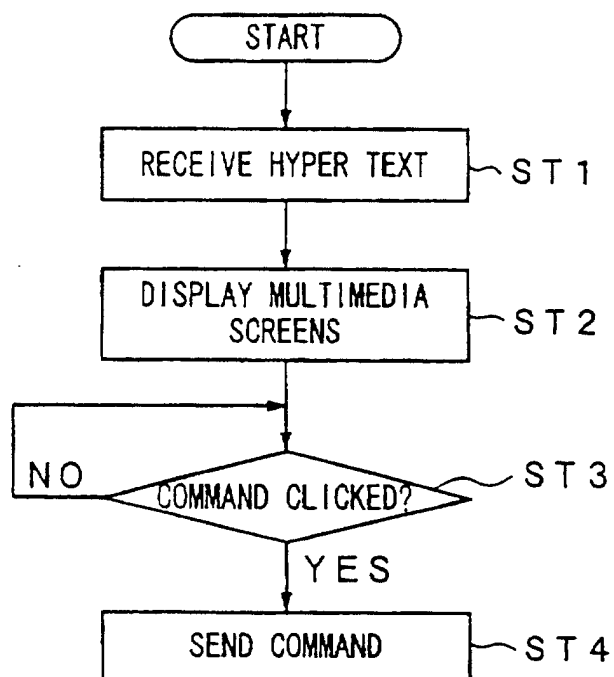 START
RECEIVE HYPER TEXT
ST1
DISPLAY MULTIMEDIA
SCREENS
ST2
NO
COMMAND CLICKED?
ST3
YES
SEND COMMAND
ST4